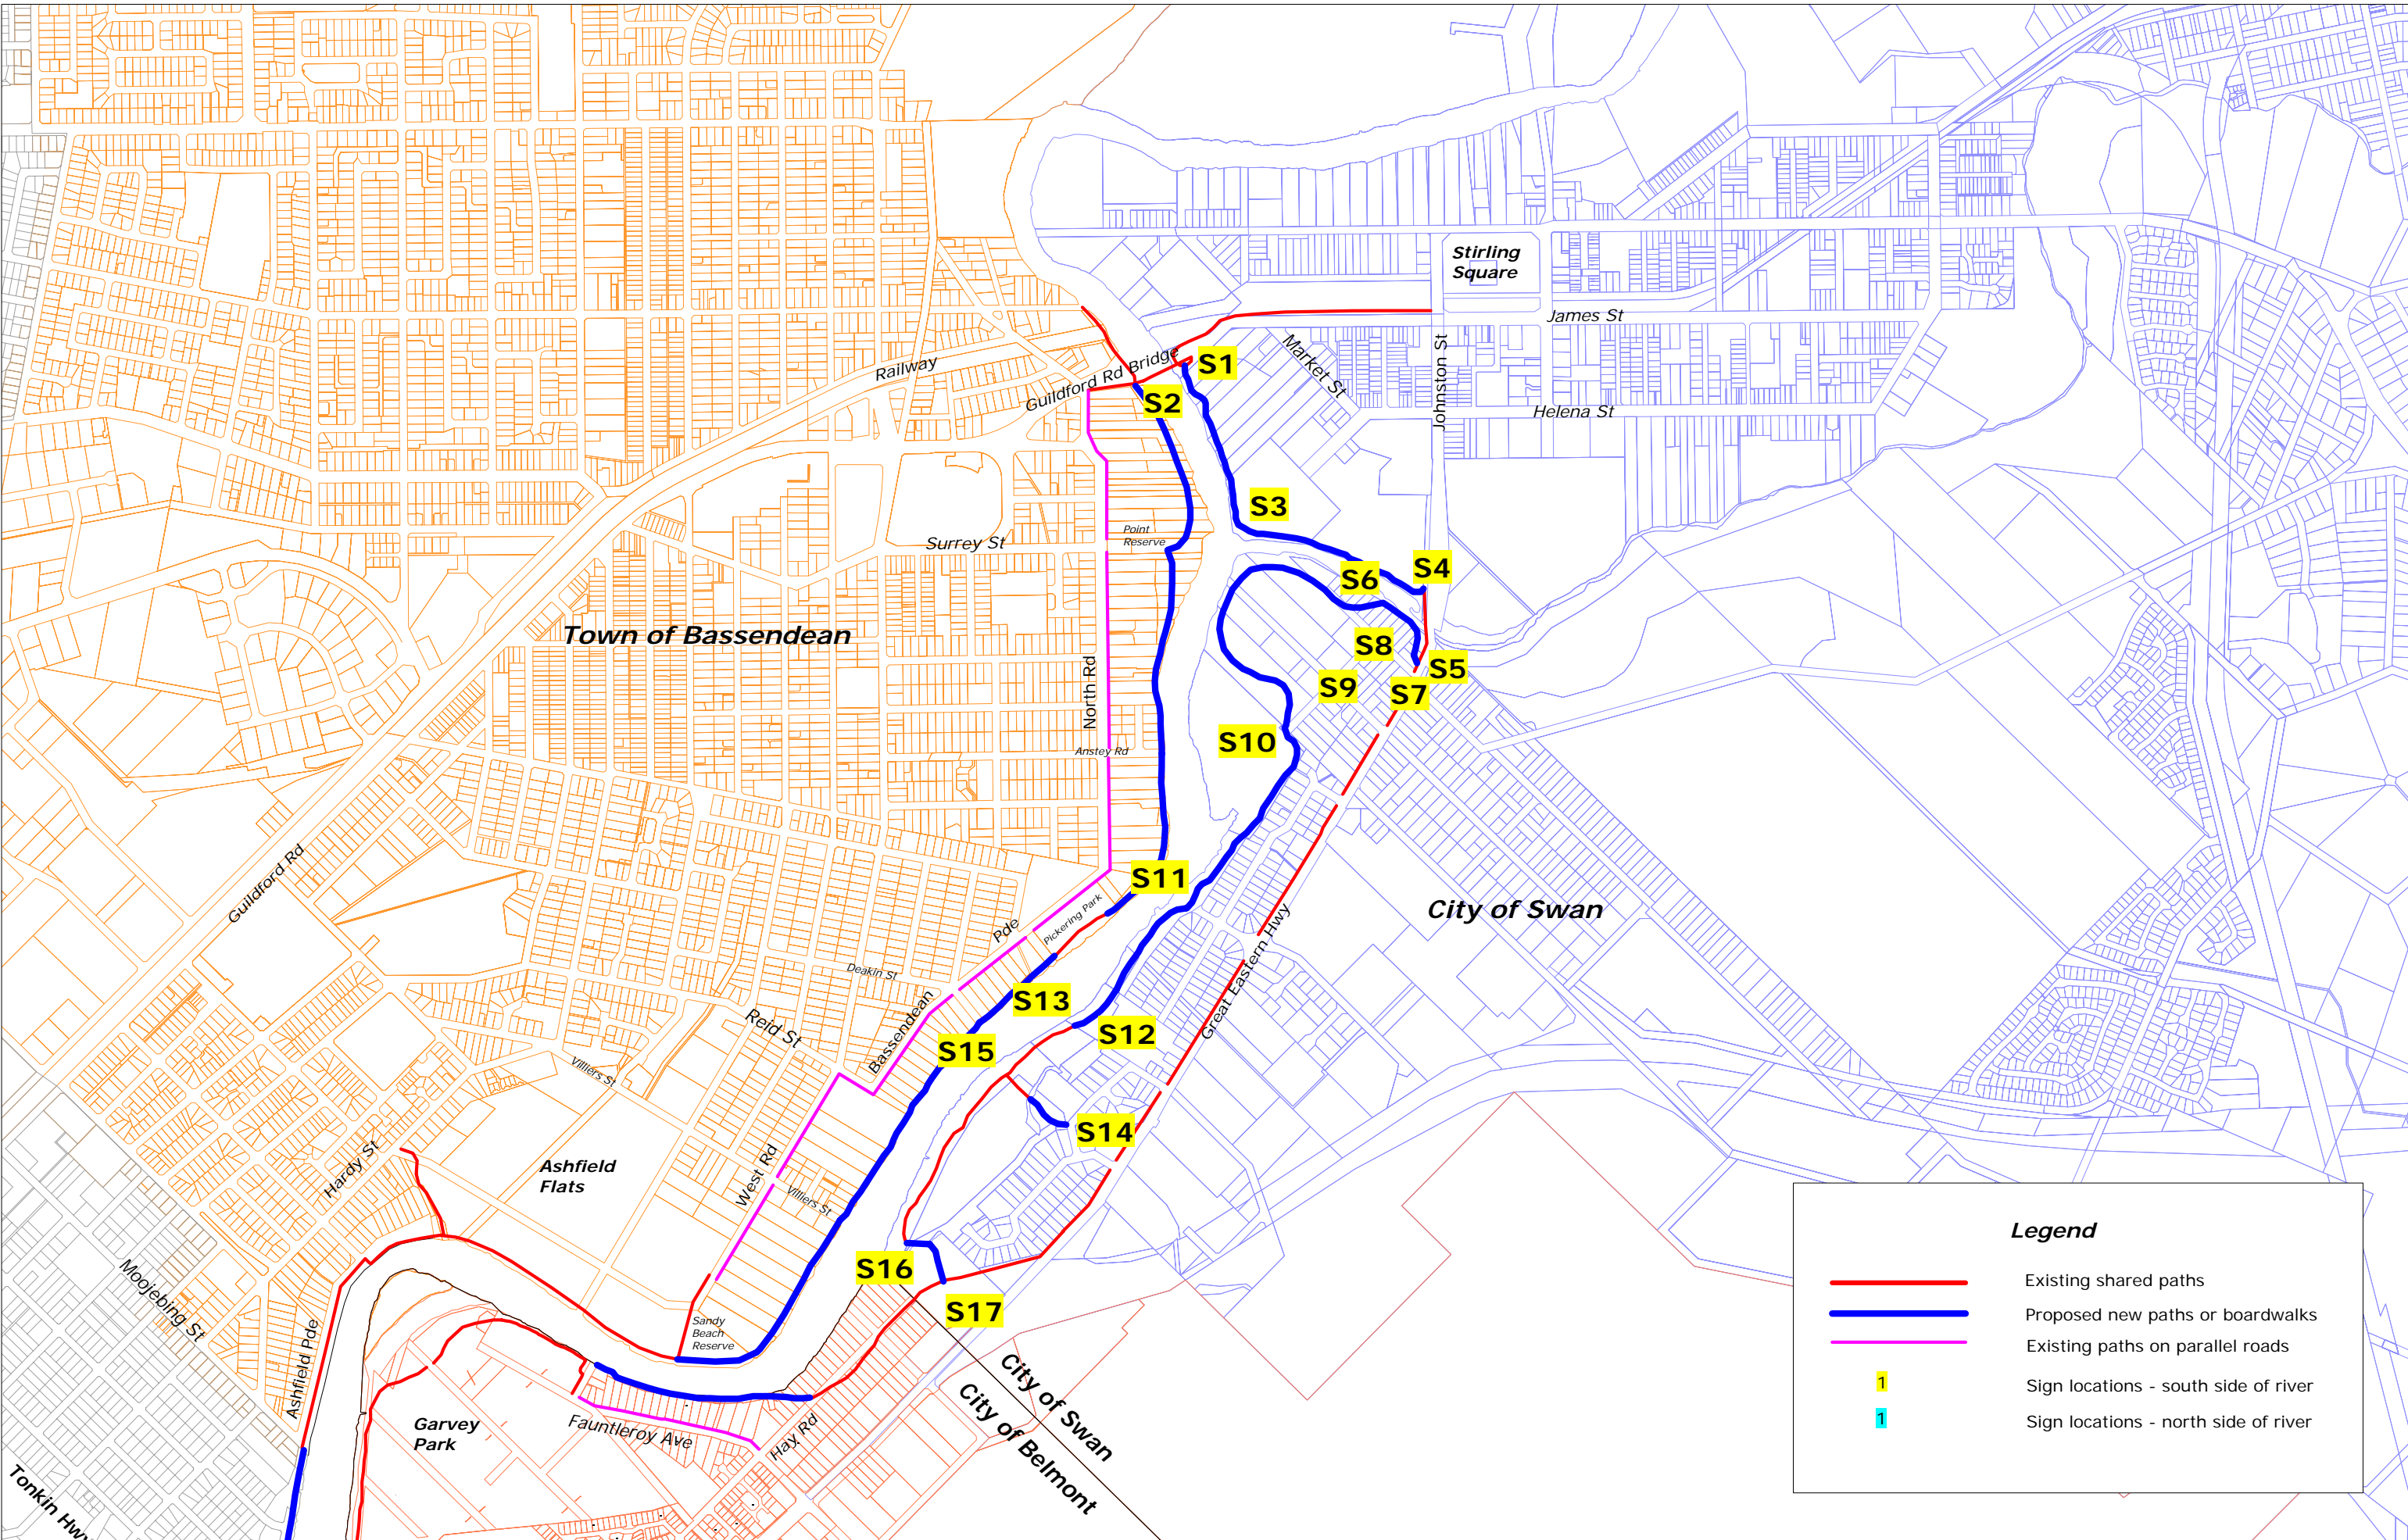 Stirling
Square
James St
Market St
Johnston St
Helena St
Railway
Guildford Rd Bridge
S1
S2
S3
S4
S6
S8
S5
S9
S7
S10
Point
Reserve
Surrey St
Town of Bassendean
North Rd
Anstey Rd
Guildford Rd
S11
City of Swan
Pickering Park
Pde
Bassendean
Deakin St
S13
S12
S15
Great Eastern Hwy
Reid St
Villiers St
S14
Hardy St
Ashfield
Flats
West Rd
Villiers St
Moojebing St
S16
S17
Sandy
Beach
Reserve
Ashfield Pde
Garvey
Park
Fauntleroy Ave
Hay Rd
City of Swan
City of Belmont
Tonkin Hwy
Legend
Existing shared paths
Proposed new paths or boardwalks
Existing paths on parallel roads
1 Sign locations - south side of river
1 Sign locations - north side of river